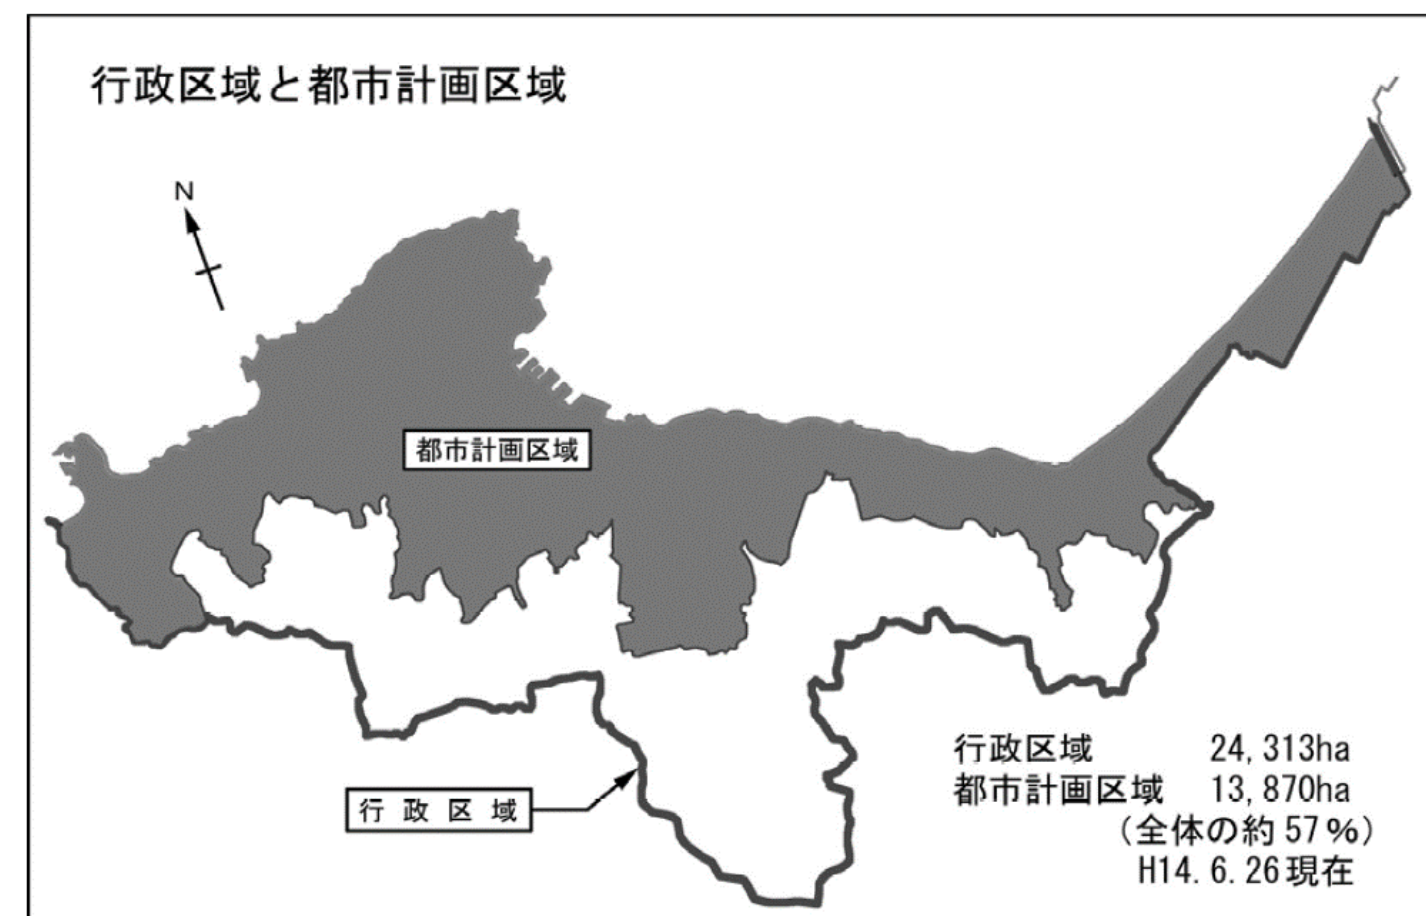 行政区域と都市計画区域
N
都市計画区域
行政区域
行政区域 24,313ha
都市計画区域 13,870ha
(全体の約57%)
H14.6.26現在